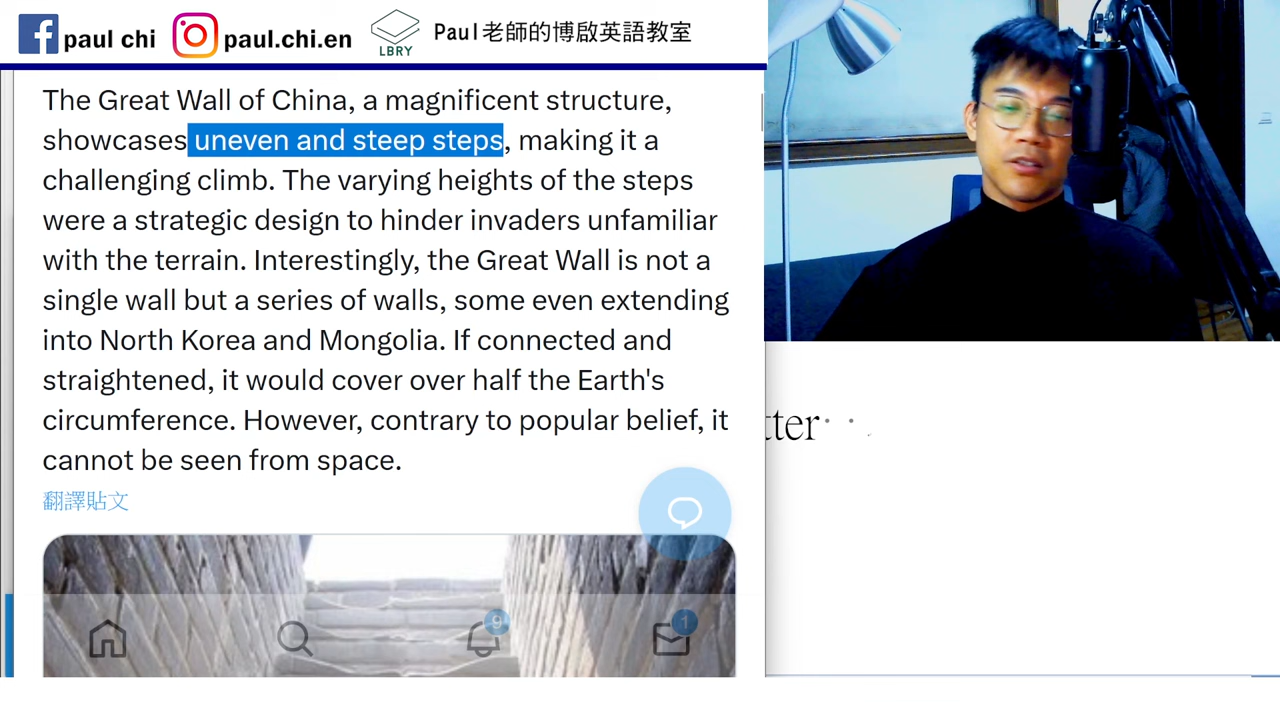 paul chi
paul.chi.en
LBRY
Paul老師的博啟英語教室
The Great Wall of China, a magnificent structure,
showcases uneven and steep steps, making it a
challenging climb. The varying heights of the steps
were a strategic design to hinder invaders unfamiliar
with the terrain. Interestingly, the Great Wall is not a
single wall but a series of walls, some even extending
into North Korea and Mongolia. If connected and
straightened, it would cover over half the Earth's
circumference. However, contrary to popular belief, it
cannot be seen from space.
翻譯貼文
tter
9
1